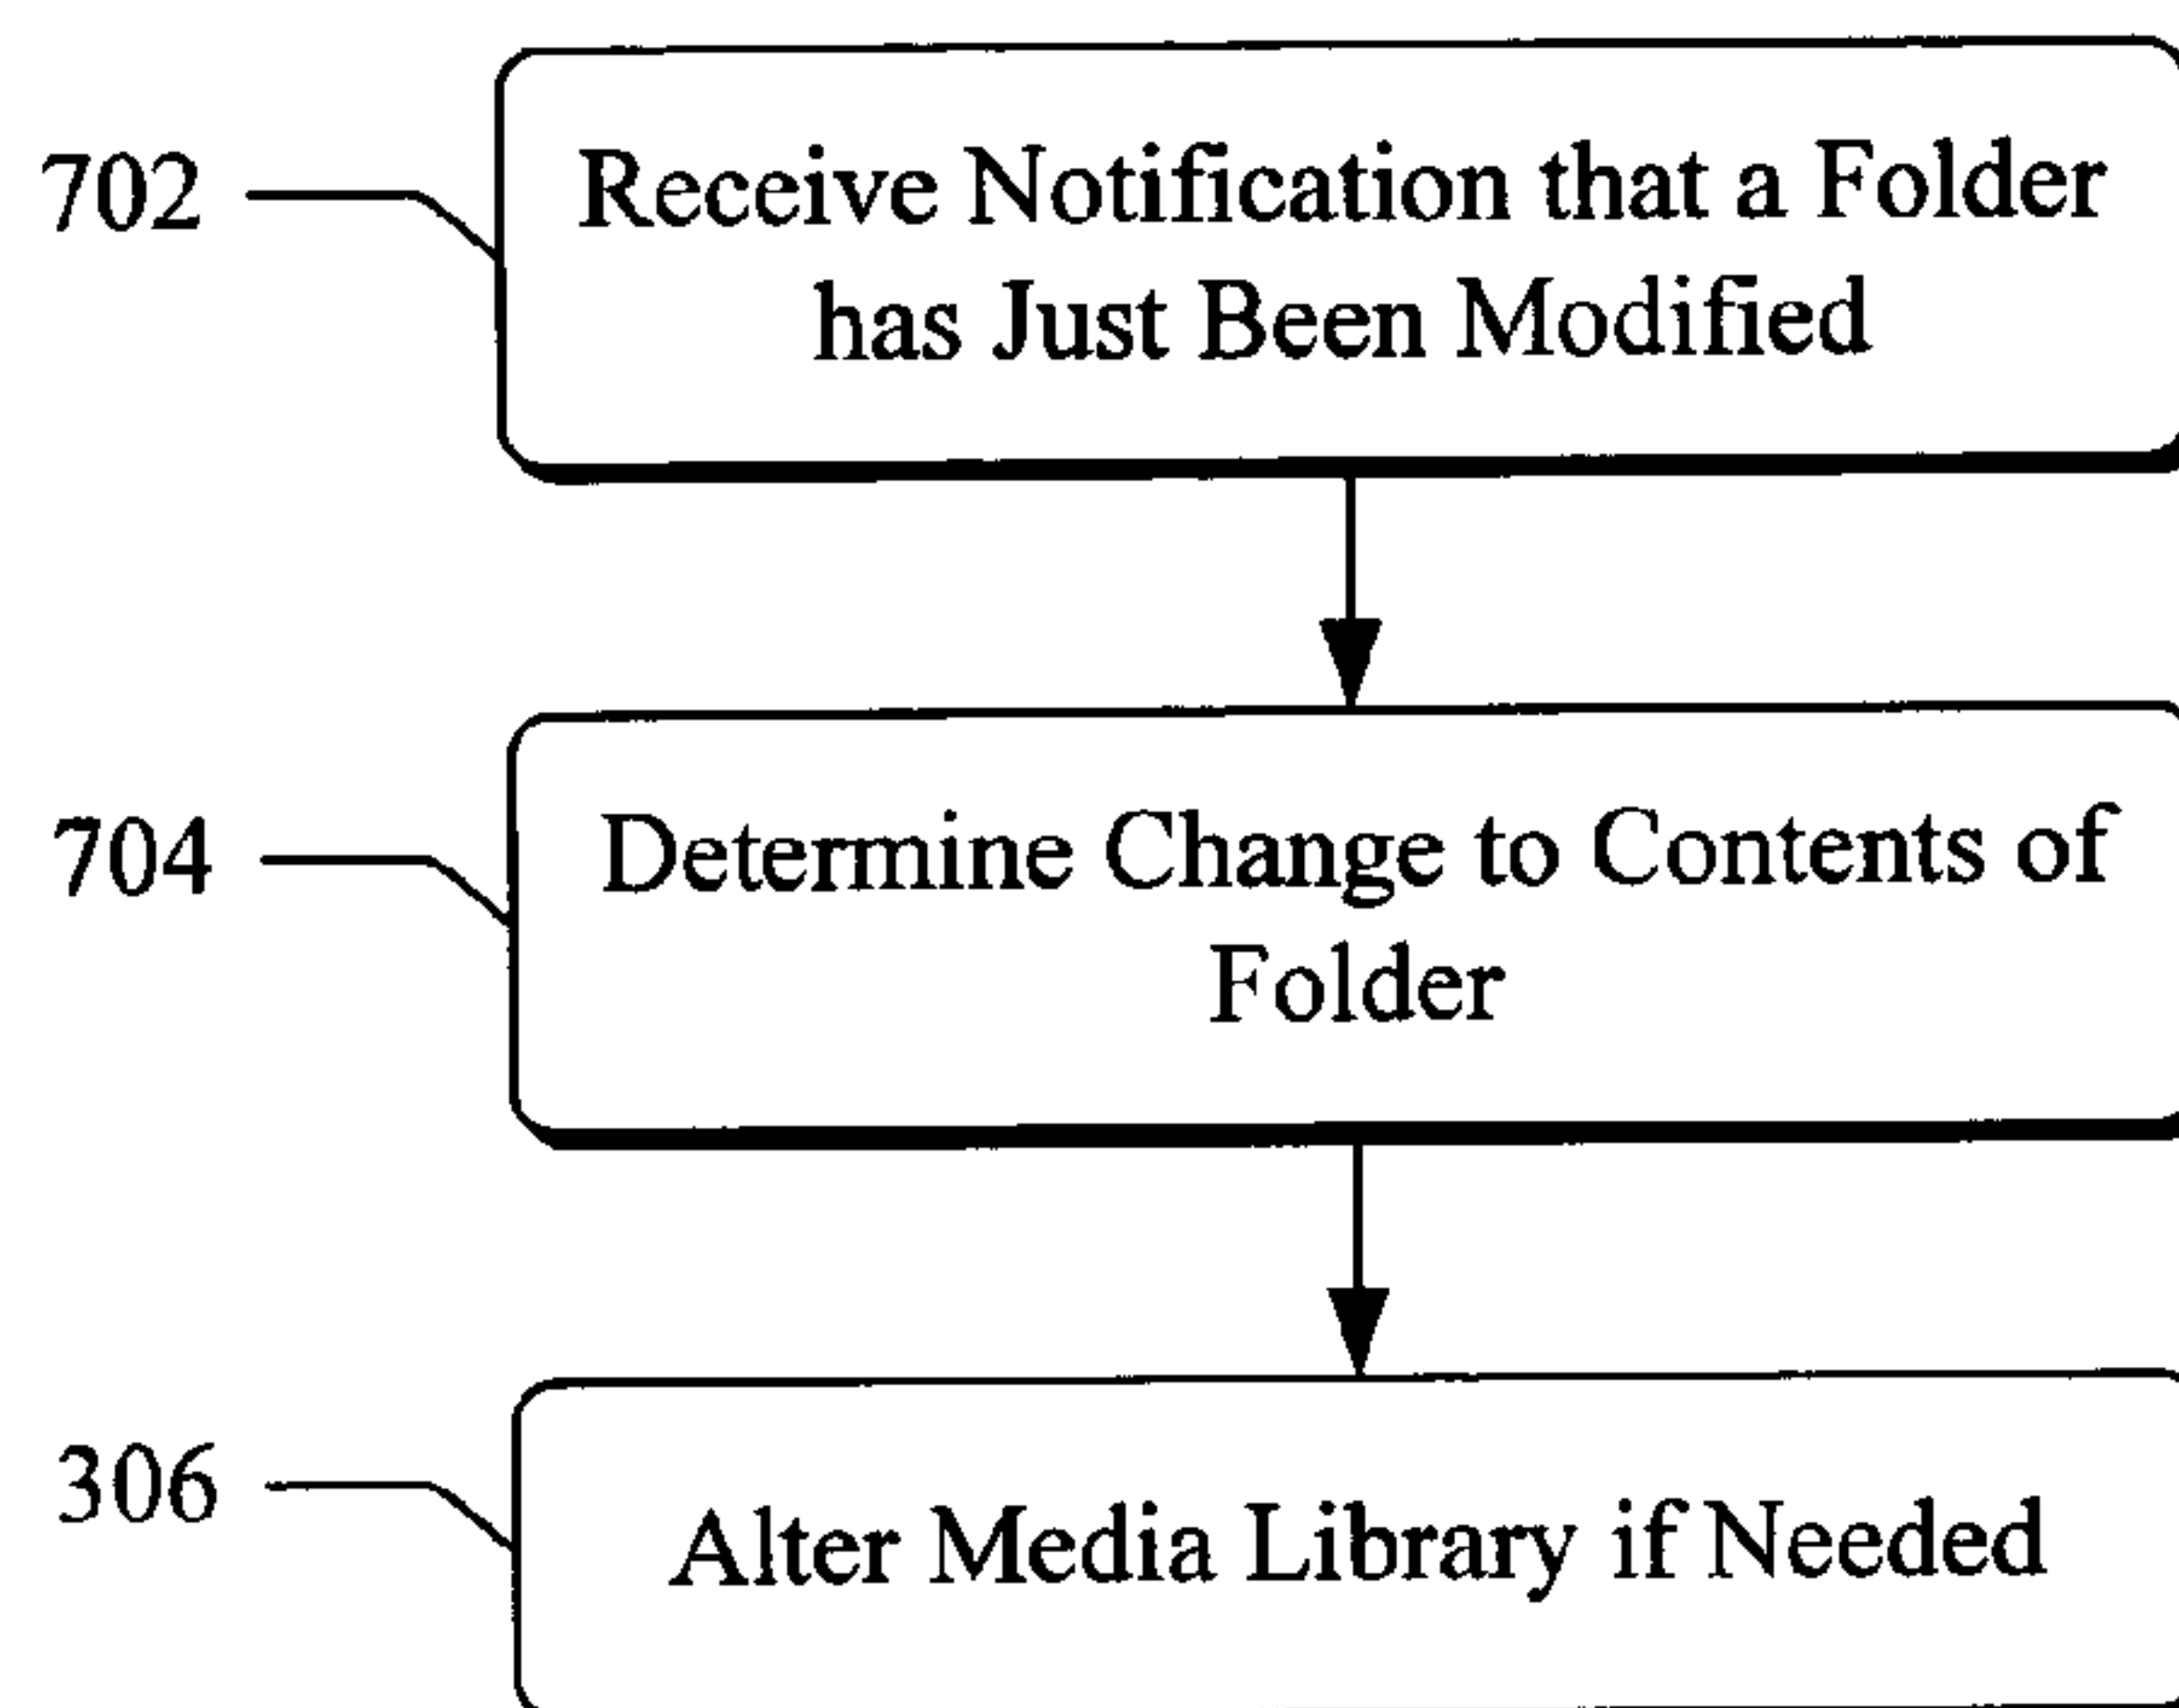 702
Receive Notification that a Folder
has Just Been Modified
704
Determine Change to Contents of
Folder
306
Alter Media Library if Needed